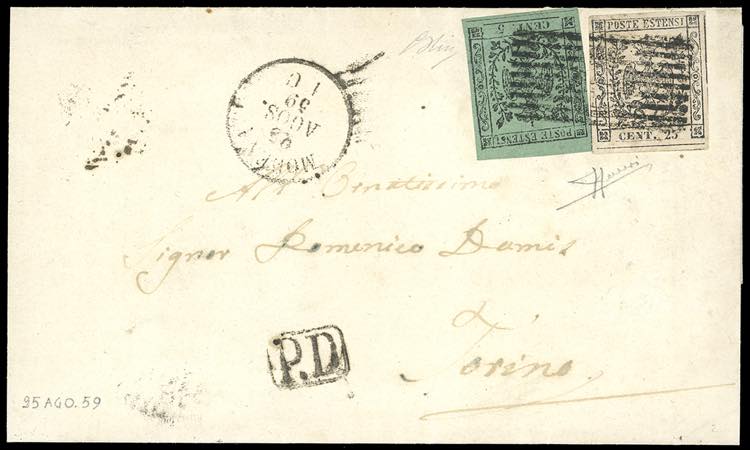 CENT 5
POSTE ESTENSI
POSTE ESTENSI
CENT. 25
MODENA
25
AGOS.
59
1 C
All'Ornatissimo
Signor Domenico Damis
a
Torino
P.D
25 AGO. 59